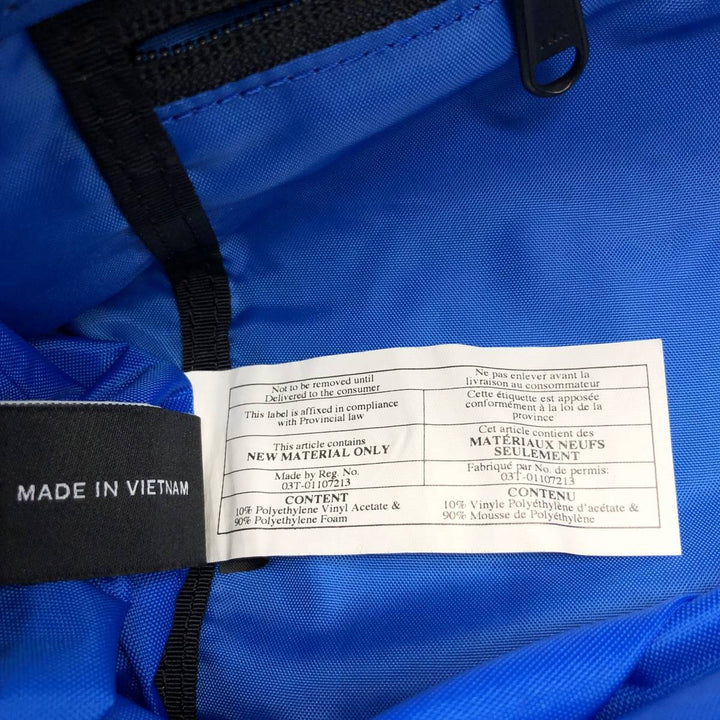 MADE IN VIETNAM
Not to be removed until
Delivered to the consumer
Ne pas enlever avant la
livraison au consommateur
This label is affixed in compliance
with Provincial law
Cette étiquette est apposée
conformément à la loi de la
province
This article contains
NEW MATERIAL ONLY
Cet article contient des
MATÉRIAUX NEUFS
SEULEMENT
Made by Reg. No.
03T-01107213
Fabriqué par No. de permis:
03T-01107213
CONTENT
10% Polyethylene Vinyl Acetate &
90% Polyethylene Foam
CONTENU
10% Vinyle Polyéthylène d'acétate &
90% Mousse de Polyéthylène